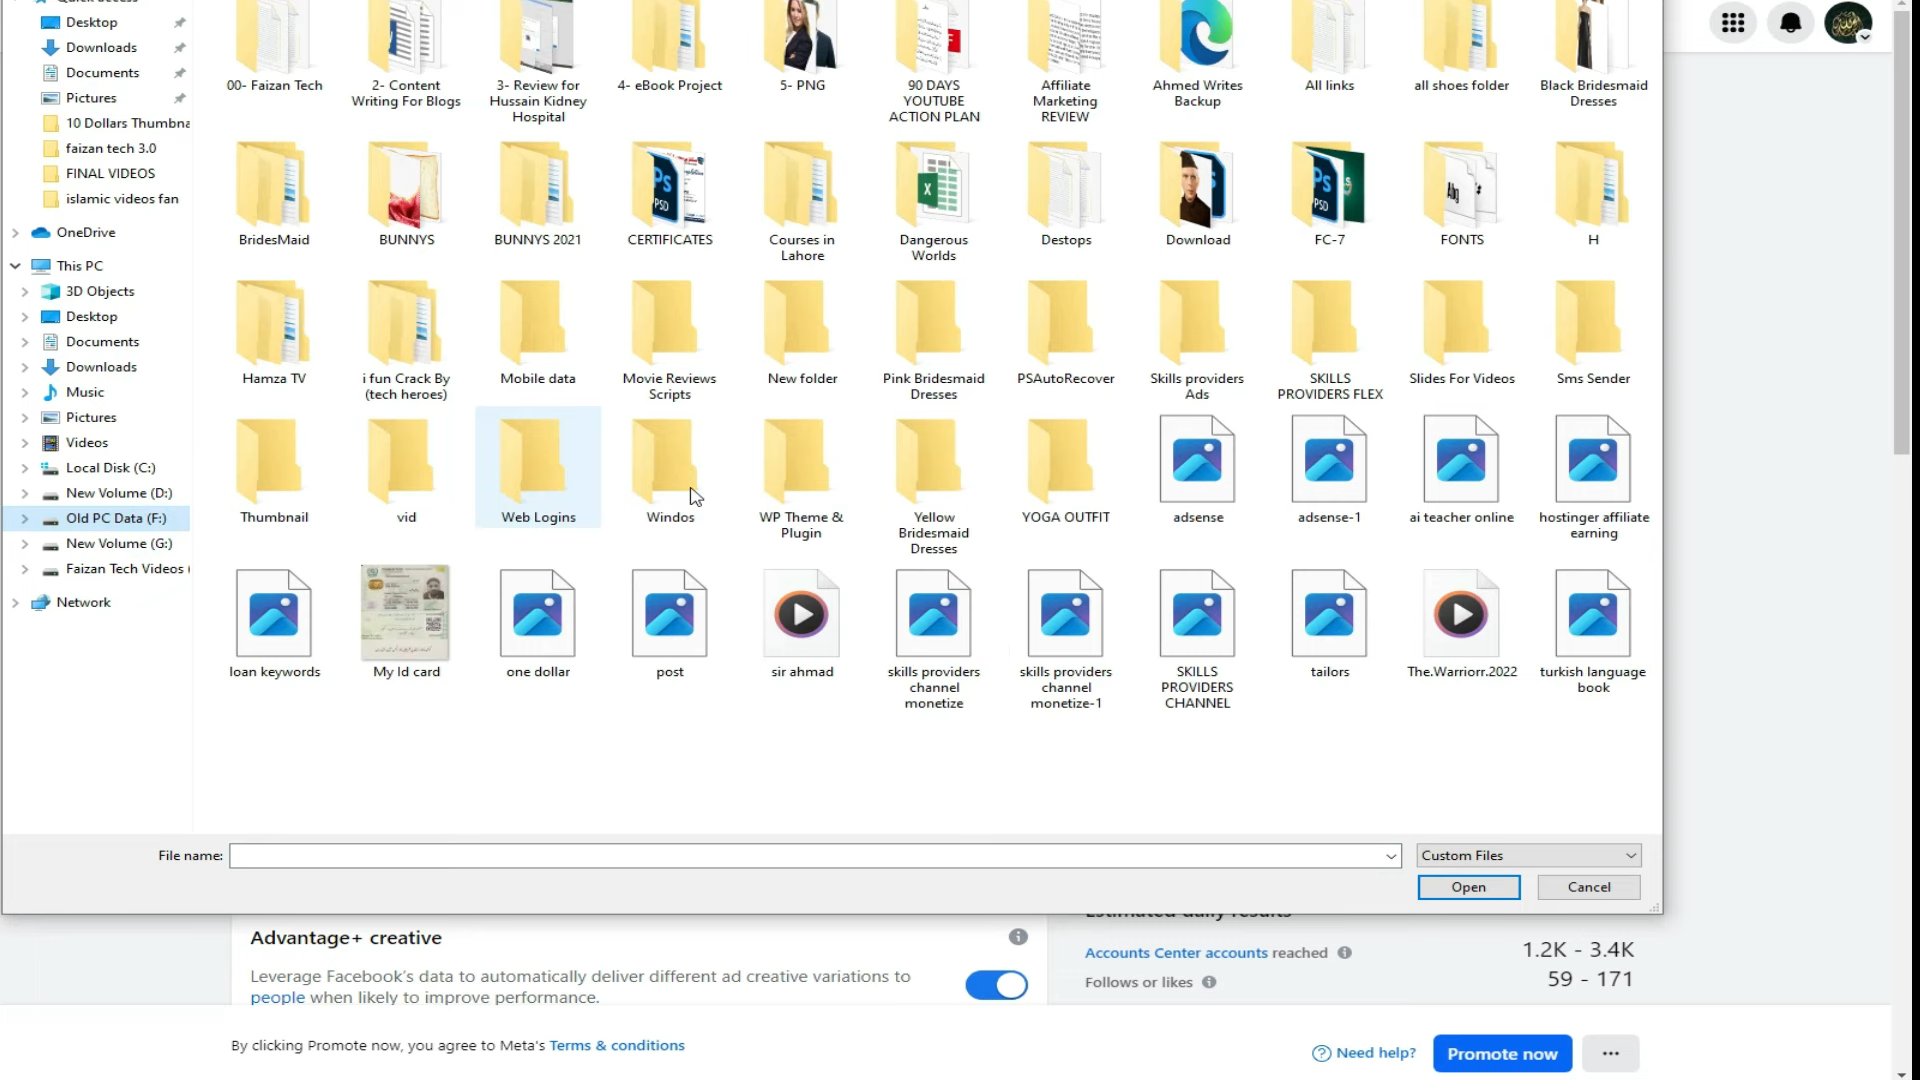 Desktop
Downloads
Documents
Pictures
10 Dollars Thumbna
faizan tech 3.0
FINAL VIDEOS
islamic videos fan
OneDrive
This PC
3D Objects
Desktop
Documents
Downloads
Music
Pictures
Videos
Local Disk (C:)
New Volume (D:)
Old PC Data (F:)
New Volume (G:)
Faizan Tech Videos (
Network
00- Faizan Tech
2- Content
Writing For Blogs
3- Review for
Hussain Kidney
Hospital
4- eBook Project
5- PNG
90 DAYS
YOUTUBE
ACTION PLAN
Affiliate
Marketing
REVIEW
Ahmed Writes
Backup
All links
all shoes folder
Black Bridesmaid
Dresses
BridesMaid
BUNNYS
BUNNYS 2021
CERTIFICATES
Courses in
Lahore
Dangerous
Worlds
Destops
Download
FC-7
FONTS
H
Hamza TV
i fun Crack By
(tech heroes)
Mobile data
Movie Reviews
Scripts
New folder
Pink Bridesmaid
Dresses
PSAutoRecover
Skills providers
Ads
SKILLS
PROVIDERS FLEX
Slides For Videos
Sms Sender
Thumbnail
vid
Web Logins
Windos
WP Theme &
Plugin
Yellow
Bridesmaid
Dresses
YOGA OUTFIT
adsense
adsense-1
ai teacher online
hostinger affiliate
earning
loan keywords
My Id card
one dollar
post
sir ahmad
skills providers
channel
monetize
skills providers
channel
monetize-1
SKILLS
PROVIDERS
CHANNEL
tailors
The.Warriorr.2022
turkish language
book
File name:
Custom Files
Open
Cancel
Advantage+ creative
Leverage Facebook's data to automatically deliver different ad creative variations to
people when likely to improve performance.
Estimated daily results
Accounts Center accounts reached
1.2K - 3.4K
Follows or likes
59 - 171
By clicking Promote now, you agree to Meta's Terms & conditions
Need help?
Promote now